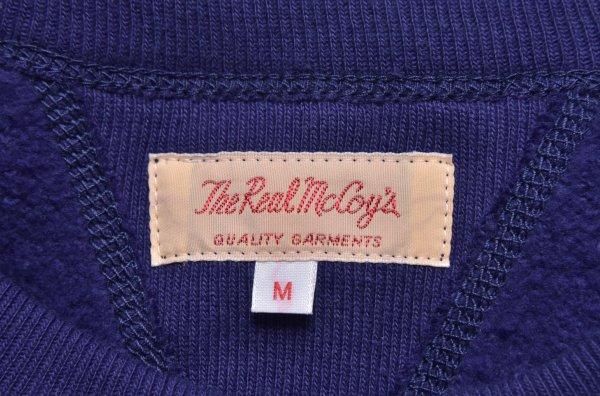 The Real McCoy's
QUALITY GARMENTS
M